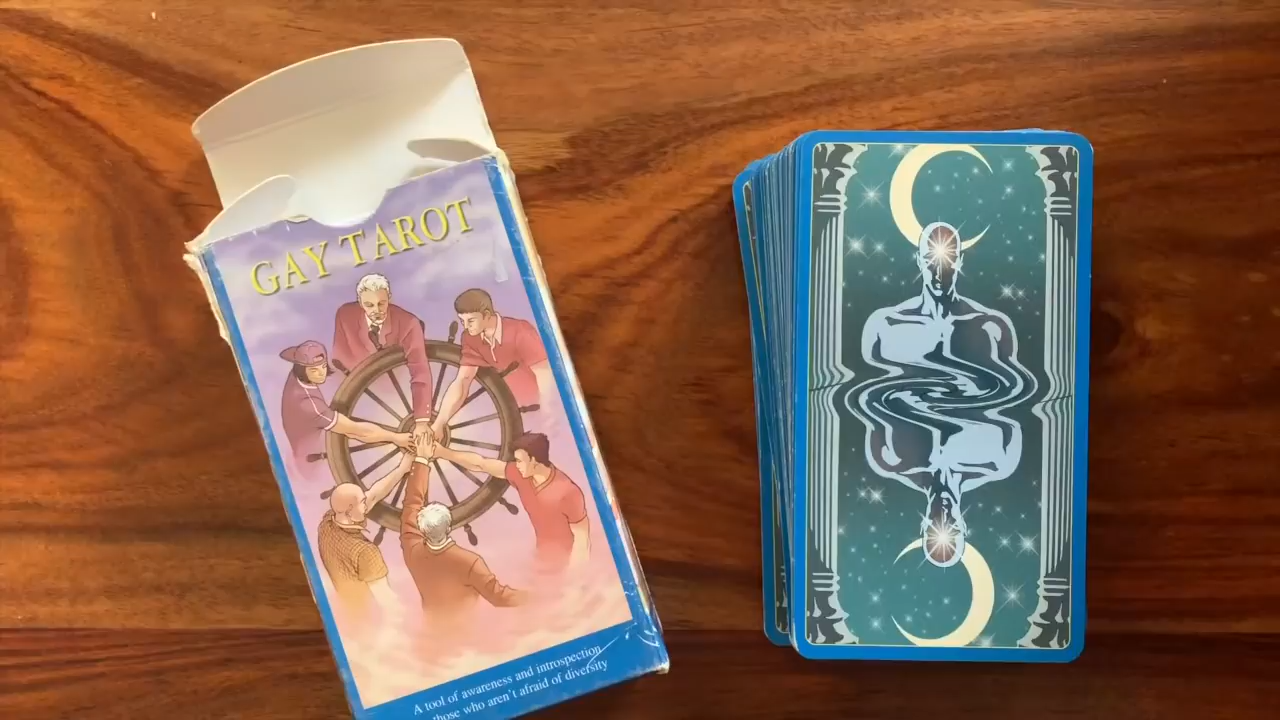 GAY TAROT
A tool of awareness and introspection
those who aren't afraid of diversity